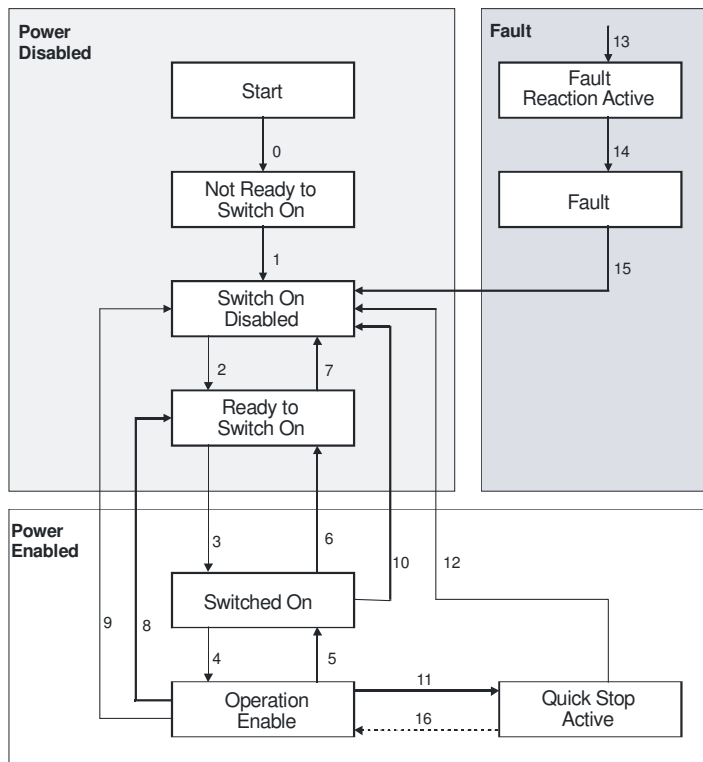 Power
Disabled
Fault
Start
13
Fault
Reaction Active
0
14
Not Ready to
Switch On
Fault
1
15
Switch On
Disabled
2
7
Ready to
Switch On
Power
Enabled
3
6
10
12
Switched On
9
8
4
5
11
Operation
Enable
16
Quick Stop
Active